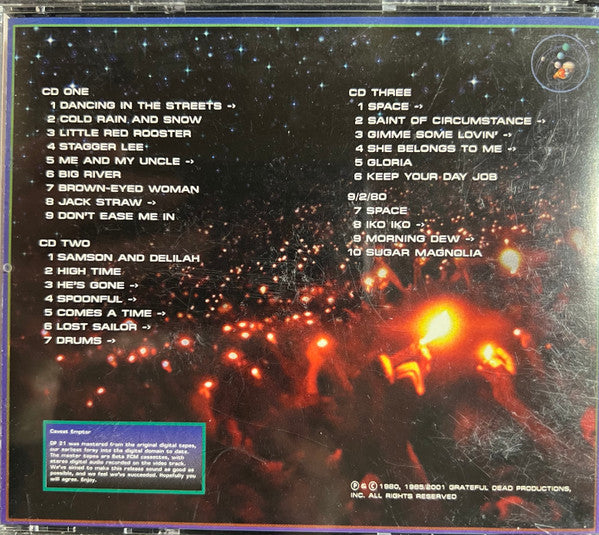 CD ONE
1 DANCING IN THE STREETS ->
2 COLD RAIN AND SNOW
3 LITTLE RED ROOSTER
4 STAGGER LEE
5 ME AND MY UNCLE ->
6 BIG RIVER
7 BROWN-EYED WOMAN
8 JACK STRAW ->
9 DON'T EASE ME IN
CD TWO
1 SAMSON AND DELILAH
2 HIGH TIME
3 HE'S GONE ->
4 SPOONFUL ->
5 COMES A TIME ->
6 LOST SAILOR ->
7 DRUMS ->
CD THREE
1 SPACE ->
2 SAINT OF CIRCUMSTANCE ->
3 GIMME SOME LOVIN' ->
4 SHE BELONGS TO ME ->
5 GLORIA
6 KEEP YOUR DAY JOB
9/2/80
7 SPACE
8 IKO IKO ->
9 MORNING DEW ->
10 SUGAR MAGNOLIA
Caveat Emptor
DP 21 was mastered from the original digital tapes,
our earliest foray into the digital domain to date.
The master tapes are Beta PCM cassettes, with
stereo digital audio recorded on the video track.
We've aimed to make this release sound as good as
possible, and we feel we've succeeded. Hopefully you
will agree. Enjoy.
℗ & © 1980, 1985/2001 GRATEFUL DEAD PRODUCTIONS,
INC. ALL RIGHTS RESERVED